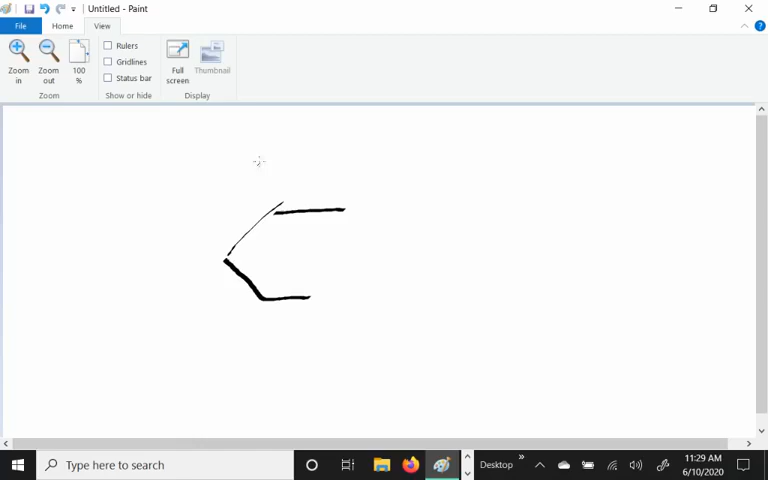 Untitled - Paint
File Home View
Zoom in
Zoom out
100 %
Rulers
Gridlines
Status bar
Full screen
Thumbnail
Zoom
Show or hide
Display
Type here to search
Desktop
11:29 AM
6/10/2020